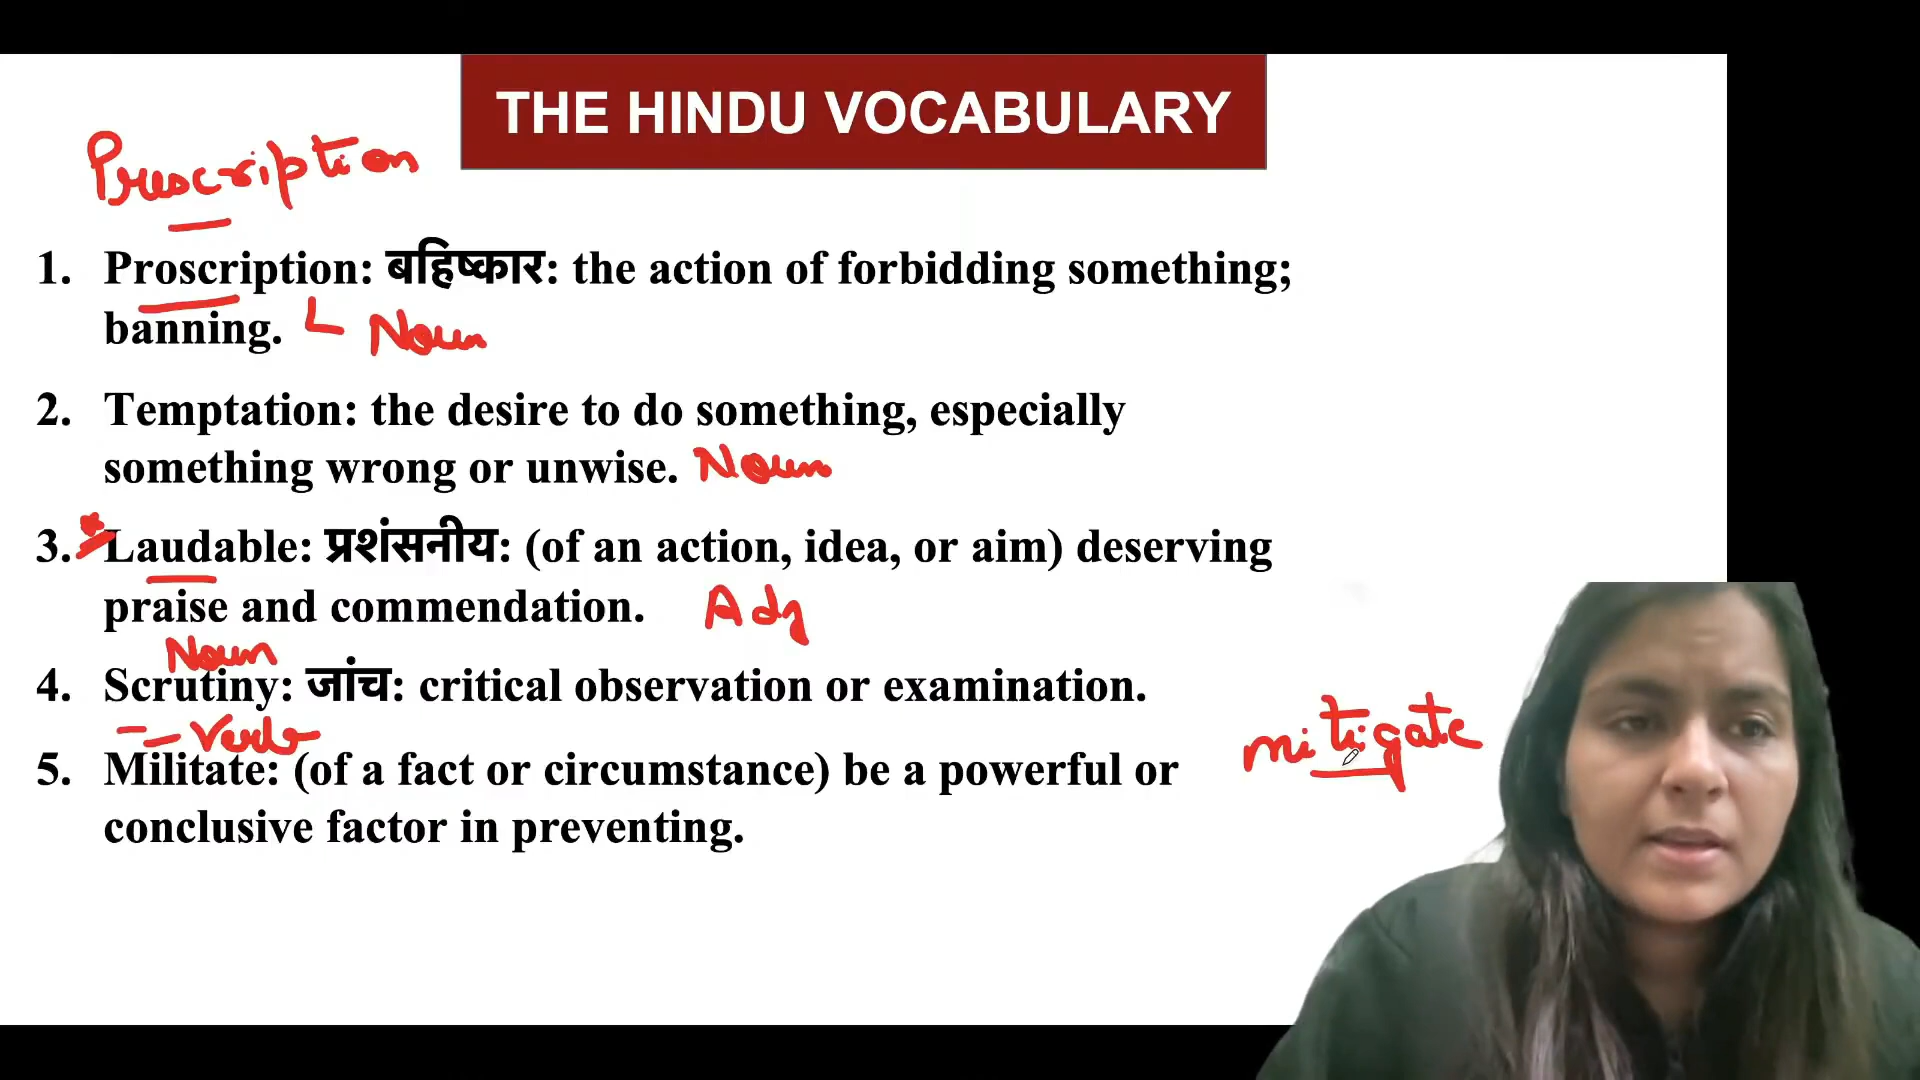 THE HINDU VOCABULARY
Prescription
1. Proscription: बहिष्कार: the action of forbidding something;
banning. Noun
2. Temptation: the desire to do something, especially
something wrong or unwise. Noun
3. Laudable: प्रशंसनीय: (of an action, idea, or aim) deserving
praise and commendation. Adj
Noun
4. Scrutiny: जांच: critical observation or examination.
Verb
mitigate
5. Militate: (of a fact or circumstance) be a powerful or
conclusive factor in preventing.